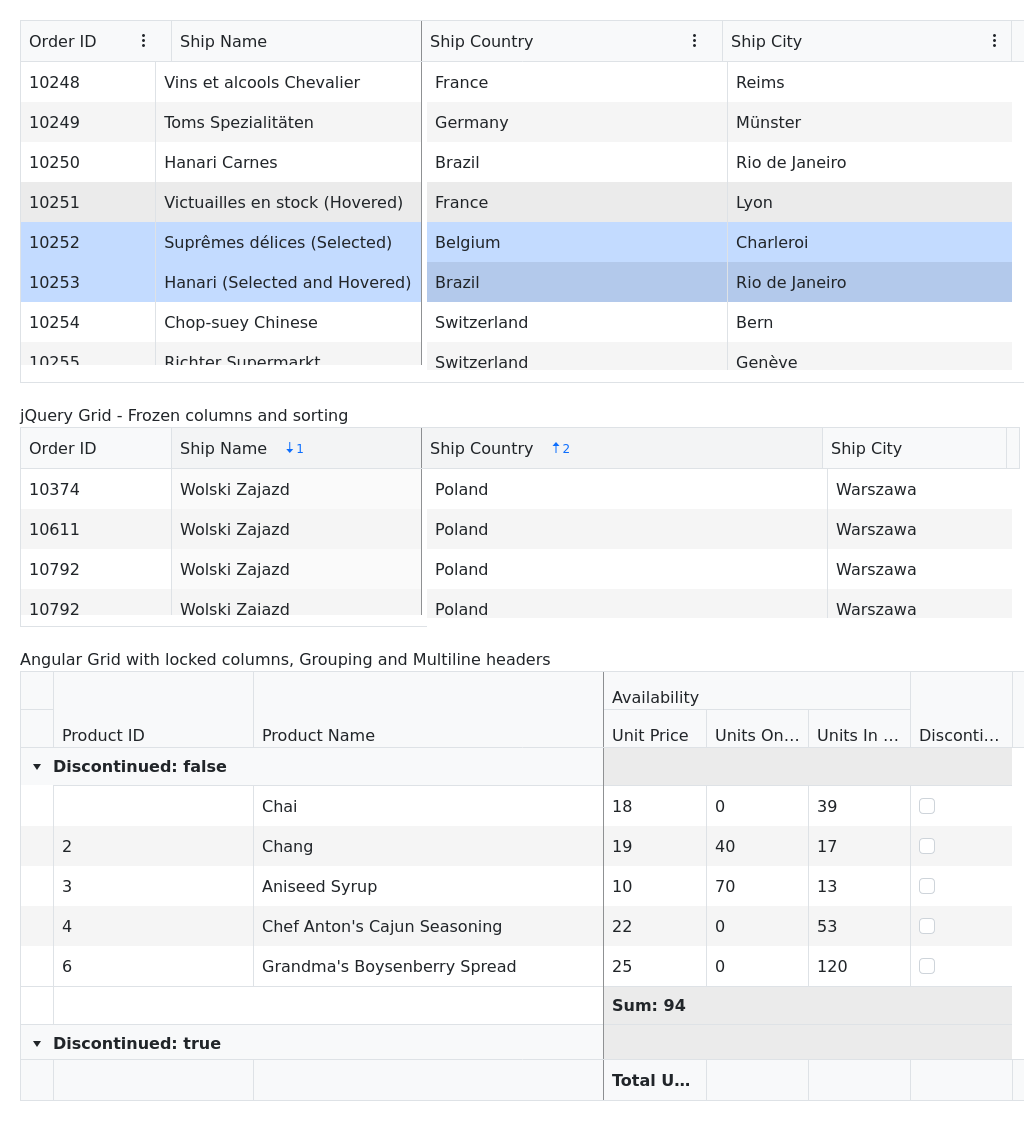 Order ID Ship Name Ship Country Ship City
10248 Vins et alcools Chevalier France Reims
10249 Toms Spezialitäten Germany Münster
10250 Hanari Carnes Brazil Rio de Janeiro
10251 Victuailles en stock (Hovered) France Lyon
10252 Suprêmes délices (Selected) Belgium Charleroi
10253 Hanari (Selected and Hovered) Brazil Rio de Janeiro
10254 Chop-suey Chinese Switzerland Bern
10255 Richter Supermarkt Switzerland Genève
jQuery Grid - Frozen columns and sorting
Order ID Ship Name ↓1 Ship Country ↑2 Ship City
10374 Wolski Zajazd Poland Warszawa
10611 Wolski Zajazd Poland Warszawa
10792 Wolski Zajazd Poland Warszawa
10792 Wolski Zajazd Poland Warszawa
Angular Grid with locked columns, Grouping and Multiline headers
Availability
Product ID Product Name Unit Price Units On... Units In ... Disconti...
Discontinued: false
Chai 18 0 39
2 Chang 19 40 17
3 Aniseed Syrup 10 70 13
4 Chef Anton's Cajun Seasoning 22 0 53
6 Grandma's Boysenberry Spread 25 0 120
Sum: 94
Discontinued: true
Total U...